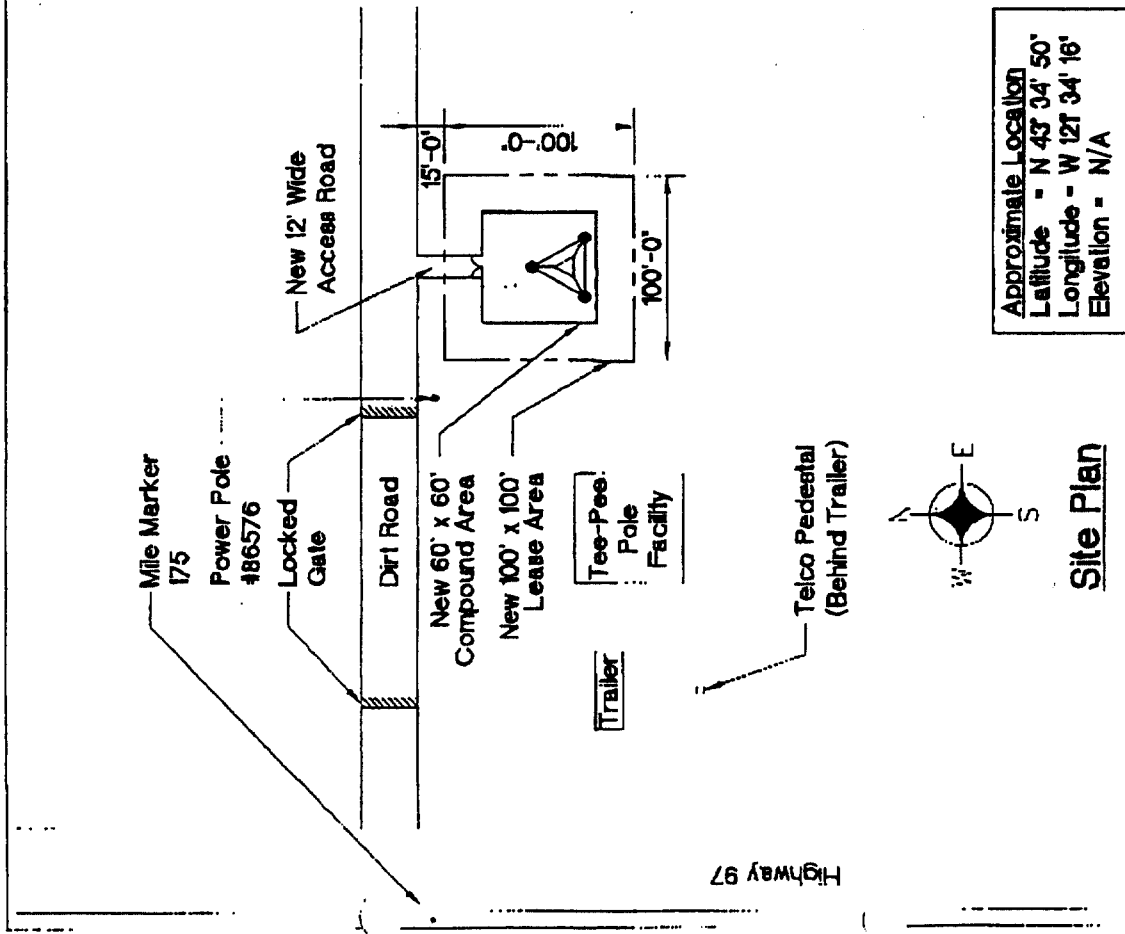 Mile Marker
175
Power Pole
#86576
Locked
Gate
New 12' Wide
Access Road
Dirt Road
15'-0"
100'-0"
100'-0"
New 60' x 60'
Compound Area
New 100' x 100'
Lease Area
Tee-Pee
Pole
Facility
Trailer
Telco Pedestal
(Behind Trailer)
Highway 97
N
W
E
S
Site Plan
Approximate Location
Latitude = N 43° 34' 50"
Longitude = W 121° 34' 16"
Elevation = N/A